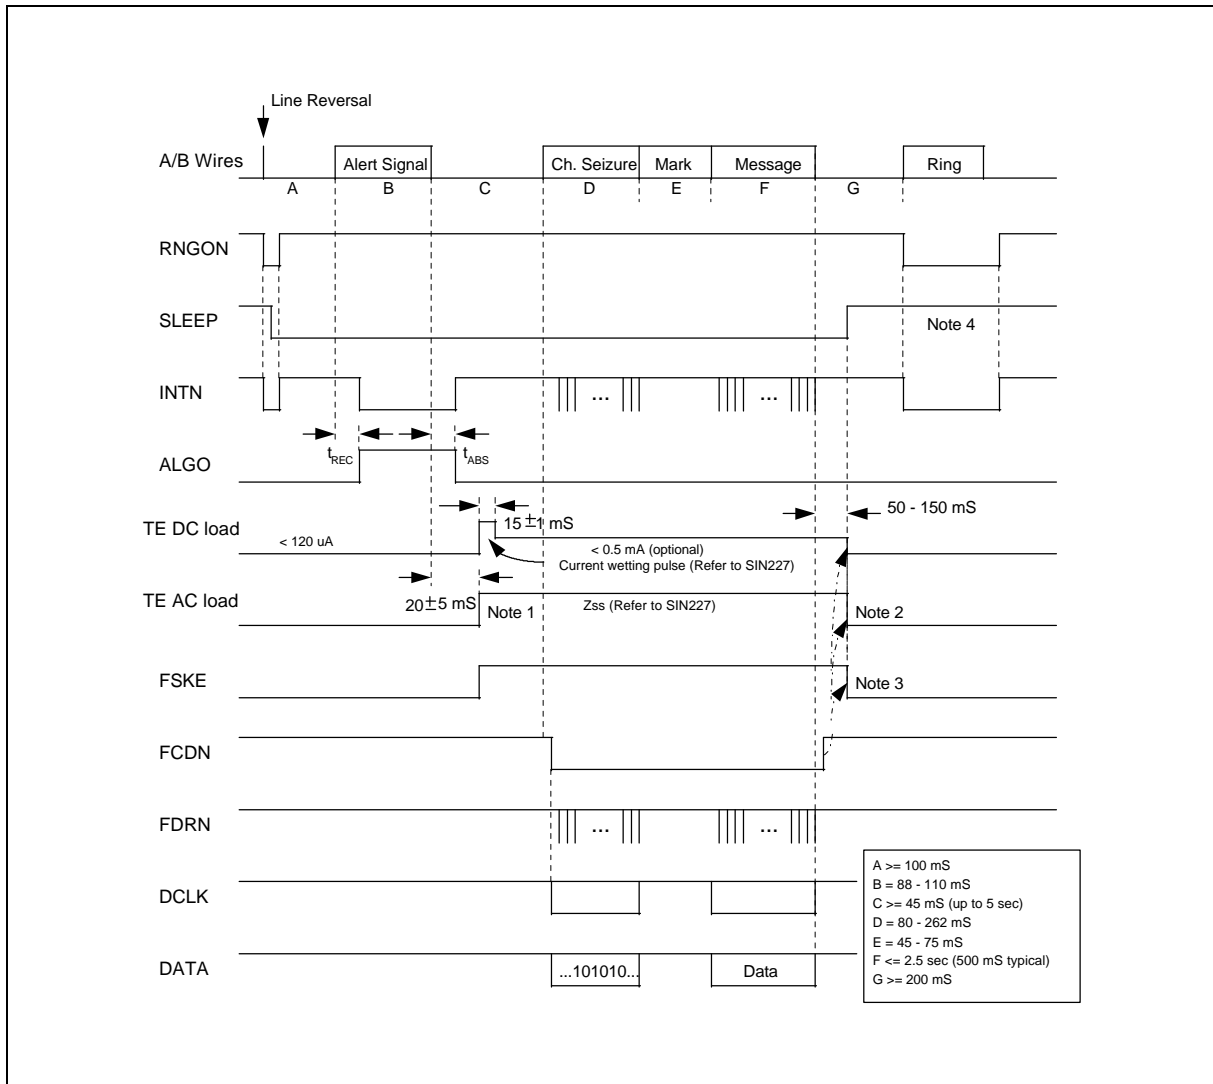 Line Reversal
A/B Wires
Alert Signal
Ch. Seizure
Mark
Message
Ring
A
B
C
D
E
F
G
RNGON
SLEEP
Note 4
INTN
...
...
tREC
tABS
ALGO
50 - 150 mS
15±1 mS
TE DC load
< 120 uA
< 0.5 mA (optional)
Current wetting pulse (Refer to SIN227)
TE AC load
20±5 mS
Note 1
Zss (Refer to SIN227)
Note 2
FSKE
Note 3
FCDN
FDRN
...
...
DCLK
DATA
...101010...
Data
A >= 100 mS
B = 88 - 110 mS
C >= 45 mS (up to 5 sec)
D = 80 - 262 mS
E = 45 - 75 mS
F <= 2.5 sec (500 mS typical)
G >= 200 mS